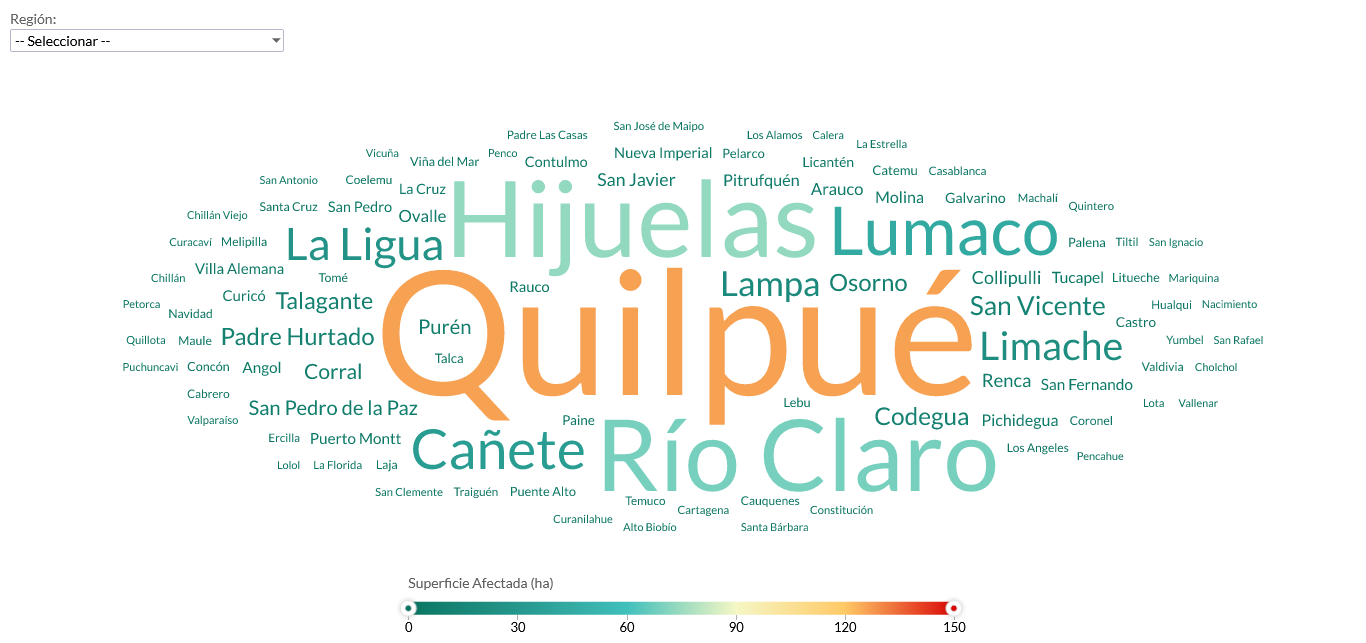 Región:
-- Seleccionar --
San José de Maipo
Padre Las Casas Los Alamos Calera
La Estrella
Vicuña Viña del Mar Penco Contulmo Nueva Imperial Pelarco Licantén
Catemu Casablanca
San Antonio Coelemu La Cruz San Javier Pitrufquén Arauco Molina Galvarino Machalí
Chillán Viejo Santa Cruz San Pedro Ovalle Hijuelas Lumaco Quintero
Curacaví Melipilla La Ligua Palena Tiltil San Ignacio
Chillán Villa Alemana Tomé Rauco Lampa Osorno Collipulli Tucapel Litueche Mariquina
Petorca Navidad Curicó Talagante San Vicente Hualqui Nacimiento
Quillota Maule Padre Hurtado Purén Quilpué Limache Castro Yumbel San Rafael
Puchuncavi Concón Angol Corral Talca Renca San Fernando Valdivia Cholchol
Cabrero Lebu Lota Vallenar
Valparaíso San Pedro de la Paz Paine Codegua Pichidegua Coronel
Ercilla Puerto Montt Cañete Río Claro Los Angeles Pencahue
Lolol La Florida Laja
San Clemente Traiguén Puente Alto Temuco Cauquenes
Curanilahue Cartagena Constitución
Alto Biobío Santa Bárbara
Superficie Afectada (ha)
0 30 60 90 120 150